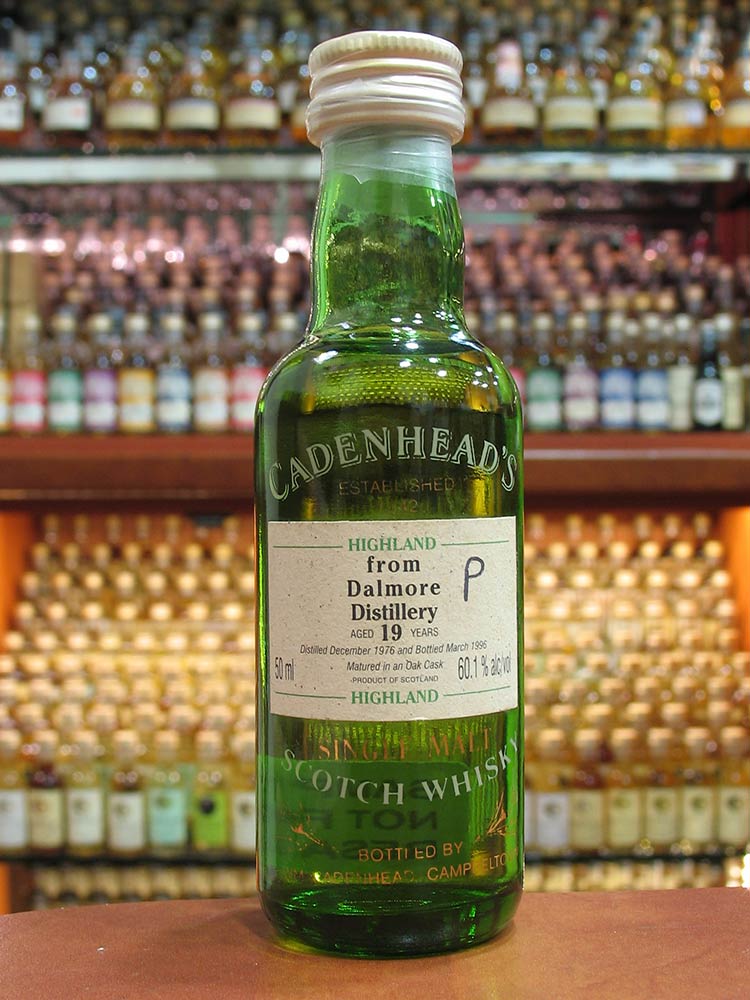 CADENHEAD'S
ESTABLISHED
HIGHLAND
from
Dalmore
P
Distillery
AGED 19 YEARS
Distilled December 1976 and Bottled March 1996
Matured in an Oak Cask
50 ml
60.1 % alc/vol
PRODUCT OF SCOTLAND
HIGHLAND
SINGLE MALT
SCOTCH WHISKY
BOTTLED BY
CADENHEAD, CAMPBELTO